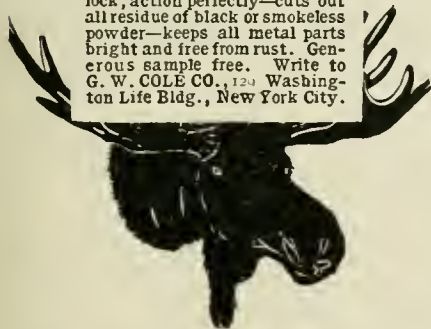 lock, action perfectly—cuts out
all residue of black or smokeless
powder—keeps all metal parts
bright and free from rust. Gen-
erous sample free. Write to
G. W. COLE CO., 129 Washing-
ton Life Bldg., New York City.